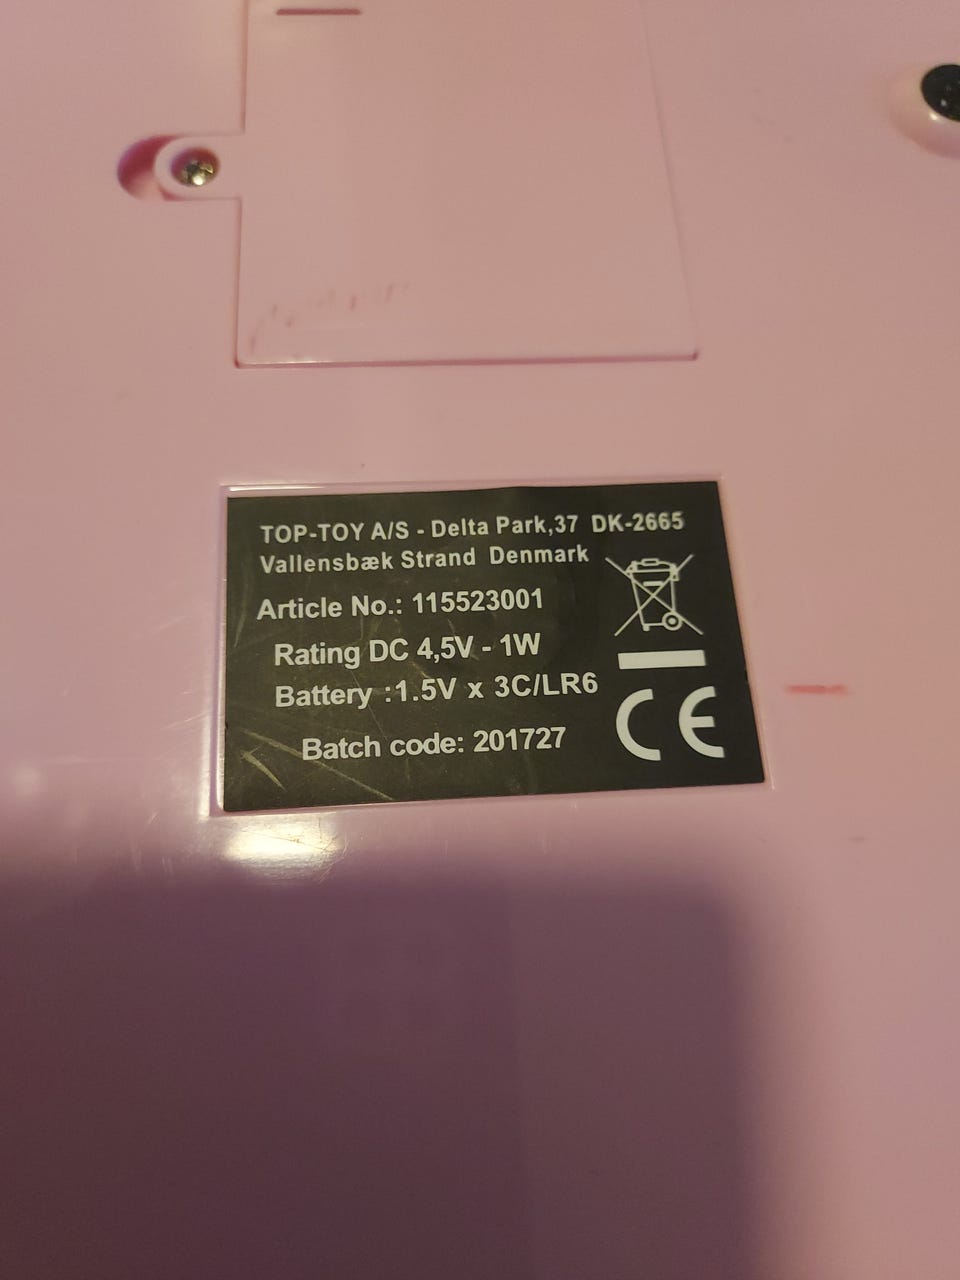 TOP-TOY A/S - Delta Park,37 DK-2665
Vallensbæk Strand Denmark
Article No.: 115523001
Rating DC 4,5V - 1W
Battery :1.5V x 3C/LR6
Batch code: 201727
CE